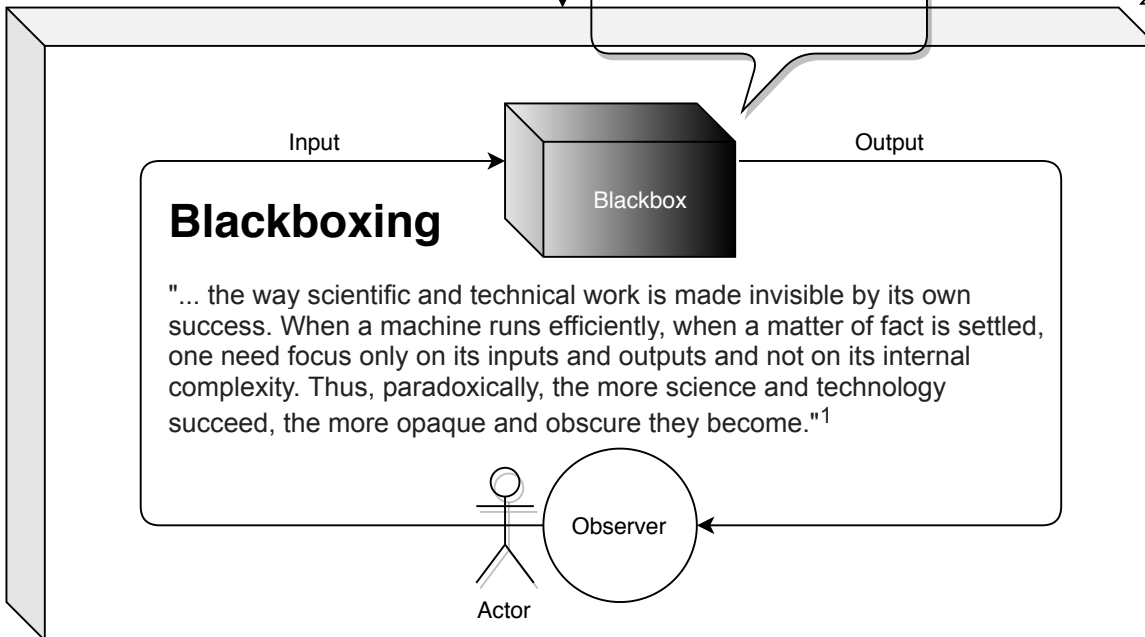 Input
Output
Blackbox
Blackboxing
"... the way scientific and technical work is made invisible by its own
success. When a machine runs efficiently, when a matter of fact is settled,
one need focus only on its inputs and outputs and not on its internal
complexity. Thus, paradoxically, the more science and technology
succeed, the more opaque and obscure they become."1
Observer
Actor